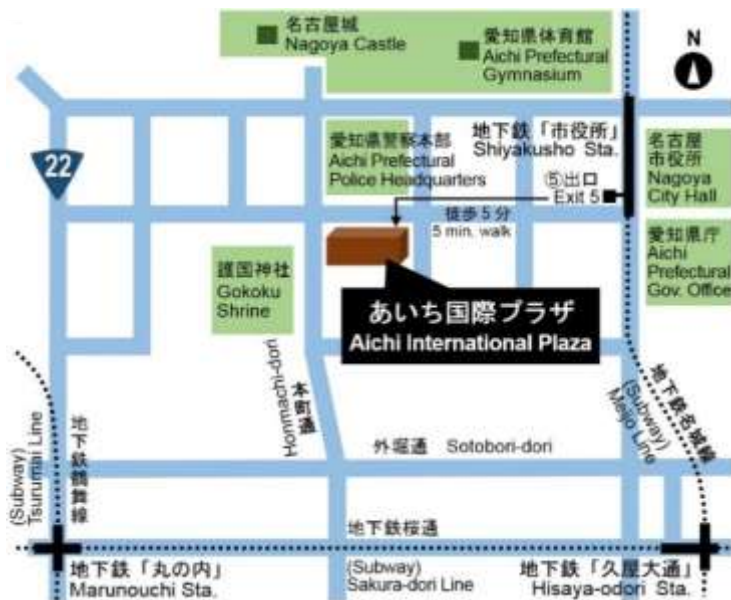 名古屋城
Nagoya Castle
愛知県体育館
Aichi Prefectural
Gymnasium
N
22
愛知県警察本部
Aichi Prefectural
Police Headquarters
地下鉄「市役所」
Shiyakusho Sta.
⑤出口
Exit 5
徒歩5分
5 min. walk
名古屋
市役所
Nagoya
City Hall
愛知県庁
Aichi
Prefectural
Gov. Office
護国神社
Gokoku
Shrine
あいち国際プラザ
Aichi International Plaza
本町通
Honmachi-dori
地下鉄名城線
(Subway)
Meijo Line
外堀通 Sotobori-dori
地下鉄鶴舞線
(Subway)
Tsurumai Line
地下鉄桜通
(Subway)
Sakura-dori Line
地下鉄「丸の内」
Marunouchi Sta.
地下鉄「久屋大通」
Hisaya-odori Sta.